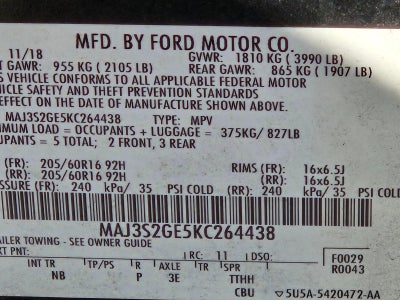 MFD. BY FORD MOTOR CO.
11/18 GVWR: 1810 KG ( 3990 LB)
GAWR: 955 KG ( 2105 LB) REAR GAWR: 865 KG ( 1907 LB)
VEHICLE CONFORMS TO ALL APPLICABLE FEDERAL MOTOR
VEHICLE SAFETY AND THEFT PREVENTION STANDARDS
EFFECT ON THE DATE OF MANUFACTURE SHOWN ABOVE.
MAJ3S2GE5KC264438 TYPE: MPV
LOAD = OCCUPANTS + LUGGAGE = 375KG/ 827LB
= 5 TOTAL; 2 FRONT, 3 REAR
(FR): 205/60R16 92H RIMS (FR): 16x6.5J
(RR): 205/60R16 92H (RR): 16x6.5J
(FR): 240 kPa/ 35 PSI COLD (RR): 240 kPa/ 35 PSI COLD
MAJ3S2GE5KC264438
TOWING - SEE OWNER GUIDE
PNT: RC: 11 DSO: F0029
R0043
INT TR TP/PS R AXLE TR SPR
NB P 3E TTHH
CBU 5U5A-5420472-AA